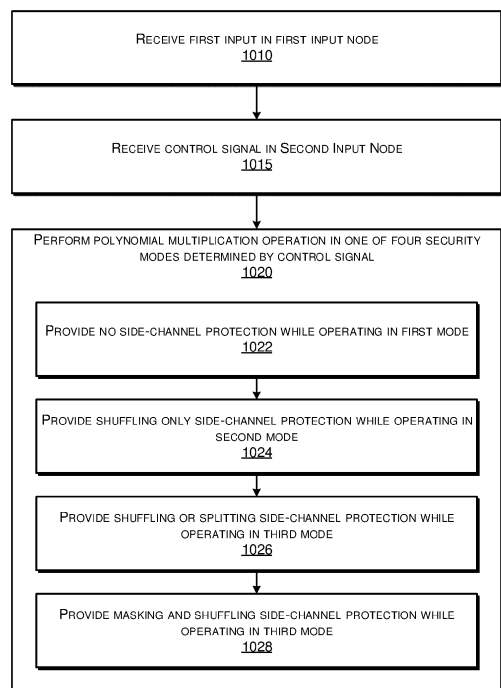 RECEIVE FIRST INPUT IN FIRST INPUT NODE
1010
RECEIVE CONTROL SIGNAL IN SECOND INPUT NODE
1015
PERFORM POLYNOMIAL MULTIPLICATION OPERATION IN ONE OF FOUR SECURITY
MODES DETERMINED BY CONTROL SIGNAL
1020
PROVIDE NO SIDE-CHANNEL PROTECTION WHILE OPERATING IN FIRST MODE
1022
PROVIDE SHUFFLING ONLY SIDE-CHANNEL PROTECTION WHILE OPERATING IN
SECOND MODE
1024
PROVIDE SHUFFLING OR SPLITTING SIDE-CHANNEL PROTECTION WHILE
OPERATING IN THIRD MODE
1026
PROVIDE MASKING AND SHUFFLING SIDE-CHANNEL PROTECTION WHILE
OPERATING IN THIRD MODE
1028